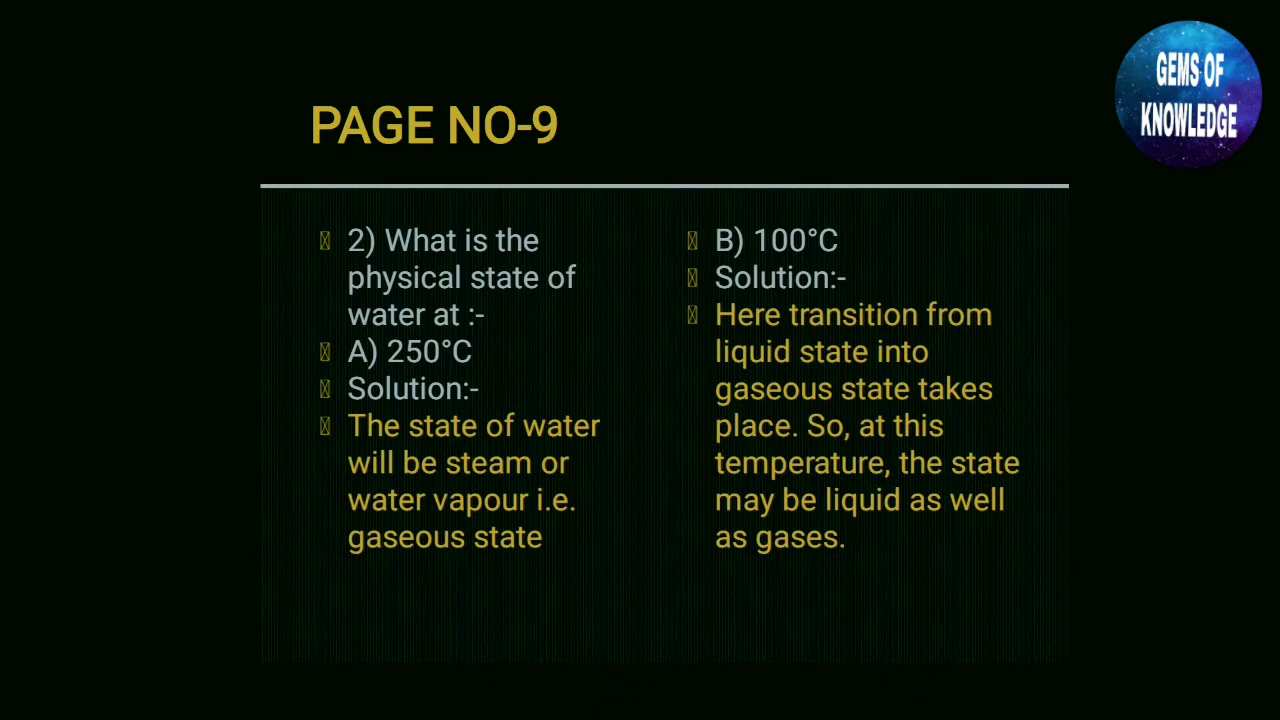 GEMS OF
KNOWLEDGE
PAGE NO-9
2) What is the
physical state of
water at :-
A) 250°C
Solution:-
The state of water
will be steam or
water vapour i.e.
gaseous state
B) 100°C
Solution:-
Here transition from
liquid state into
gaseous state takes
place. So, at this
temperature, the state
may be liquid as well
as gases.